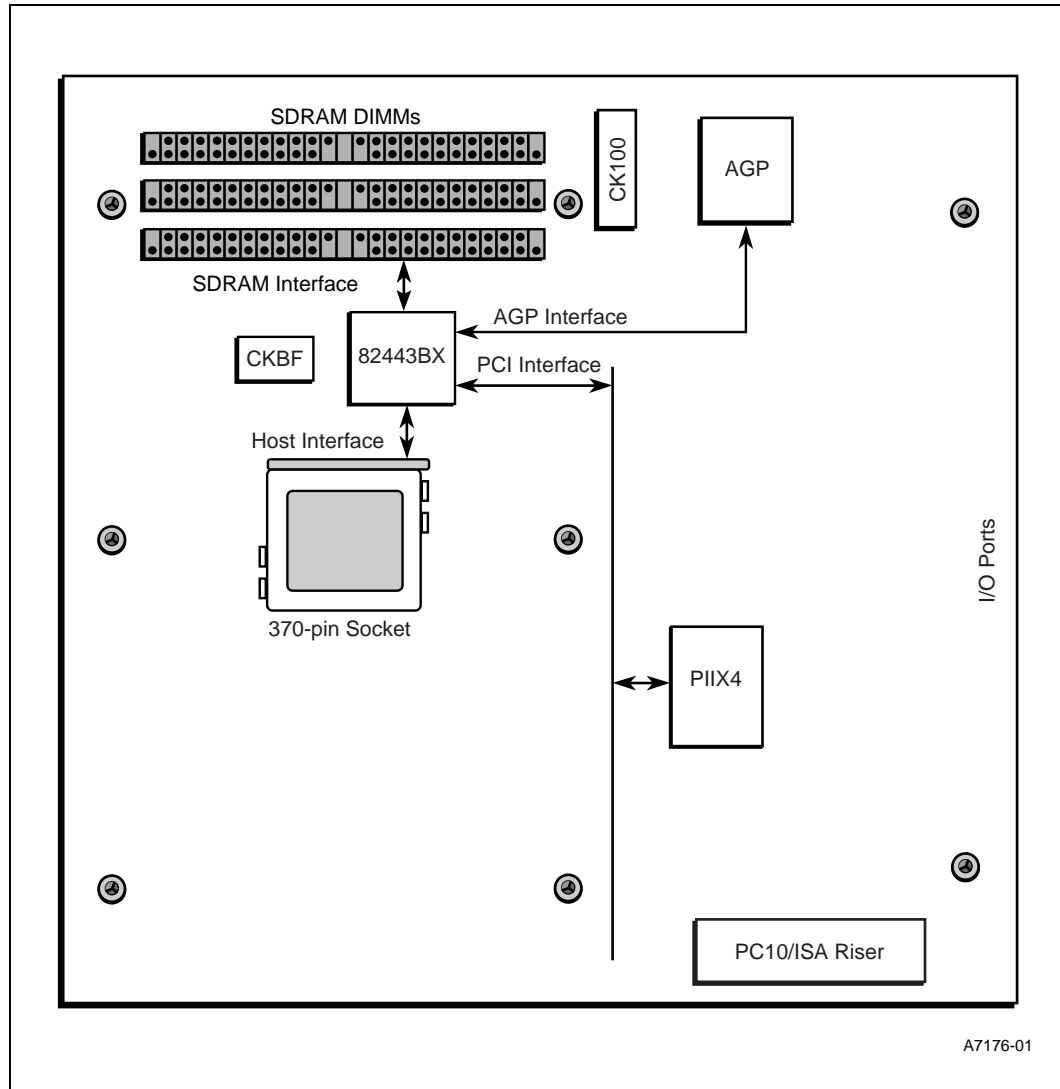 SDRAM DIMMs
CK100
AGP
SDRAM Interface
AGP Interface
CKBF
82443BX
PCI Interface
Host Interface
370-pin Socket
I/O Ports
PIIX4
PC10/ISA Riser
A7176-01